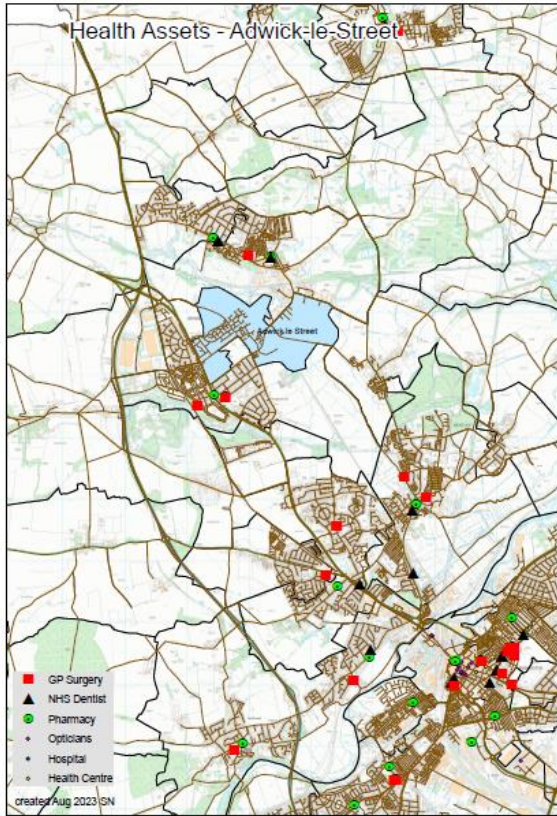 Health Assets - Adwick-le-Street
Adwick-le Street
GP Surgery
NHS Dentist
Pharmacy
Opticians
Hospital
Health Centre
created Aug 2023 SN